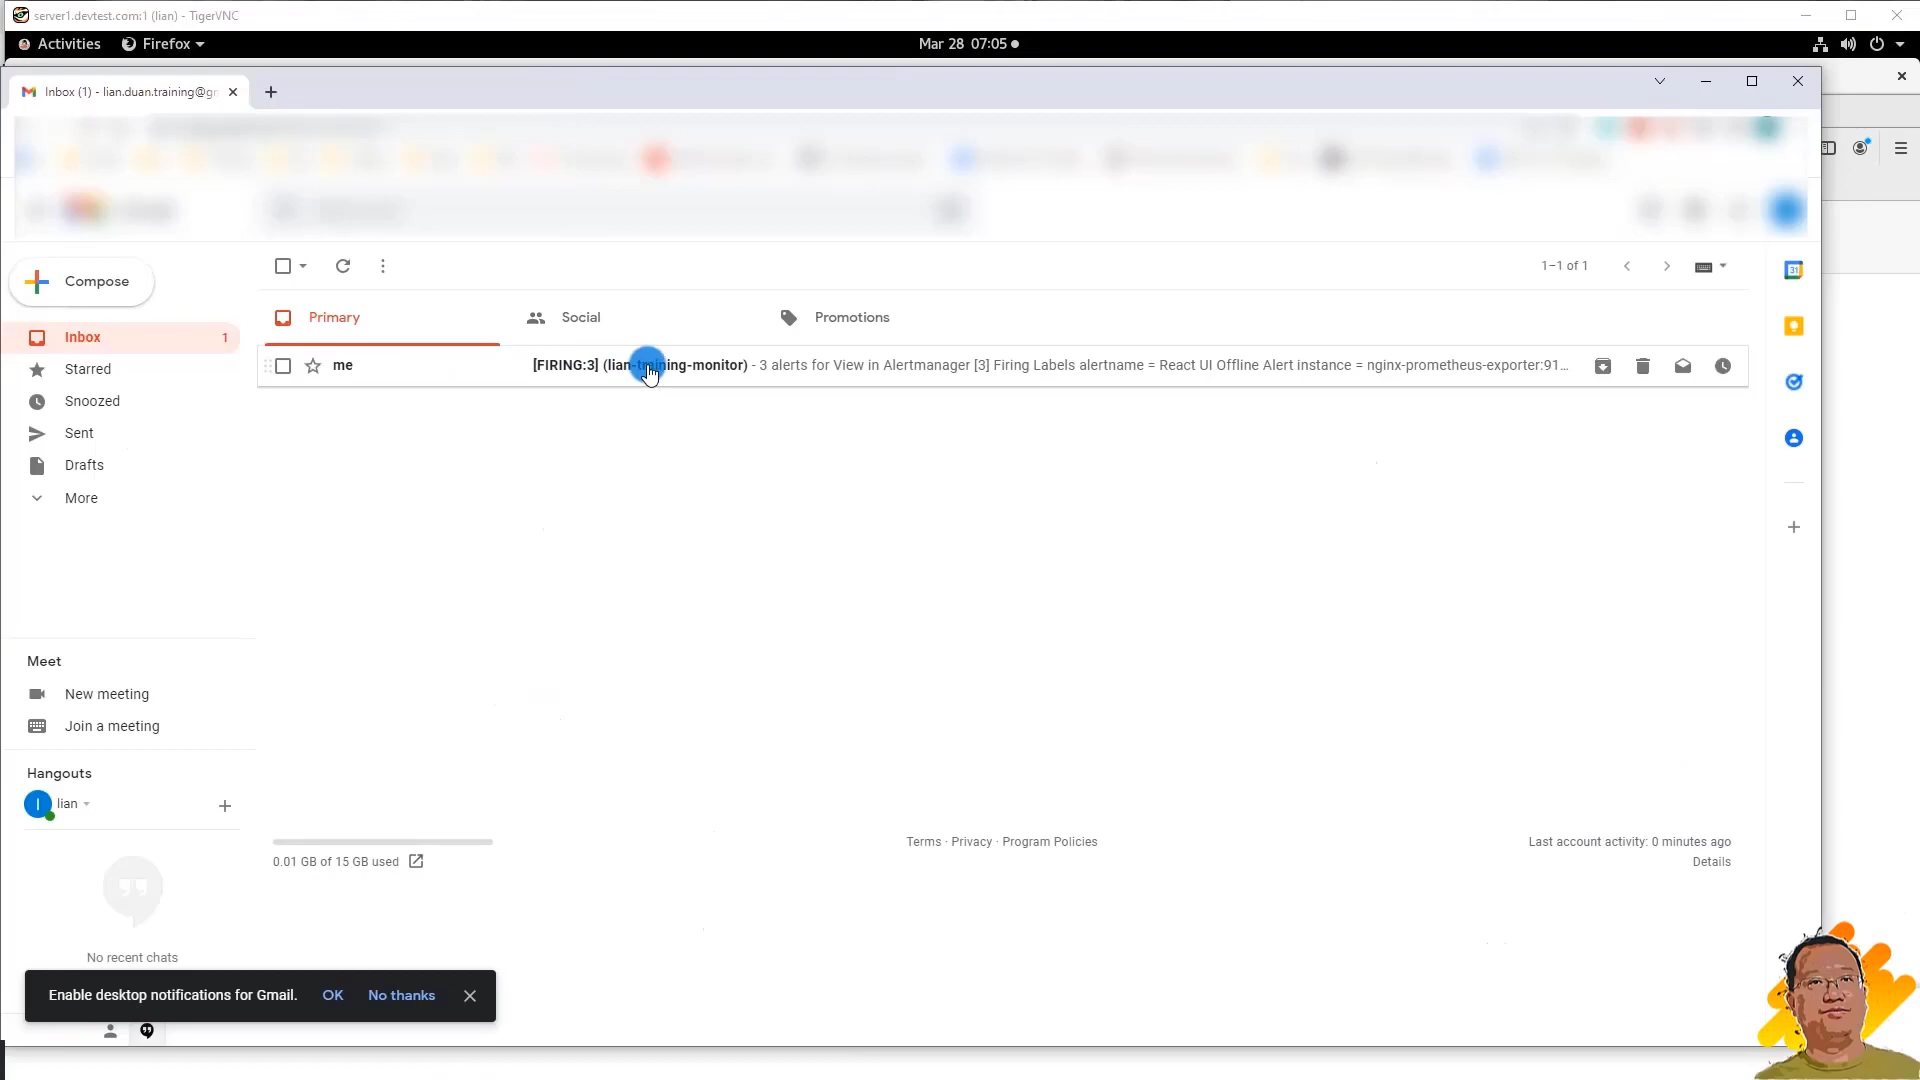 server1.devtest.com:1 (lian) - TigerVNC
Activities Firefox Mar 28 07:05
Inbox (1) - lian.duan.training@gr
Compose
1–1 of 1
31
Primary Social Promotions
Inbox 1
me [FIRING:3] (lian-training-monitor) - 3 alerts for View in Alertmanager [3] Firing Labels alertname = React UI Offline Alert instance = nginx-prometheus-exporter:91...
Starred
Snoozed
Sent
Drafts
More
Meet
New meeting
Join a meeting
Hangouts
lian
Terms · Privacy · Program Policies
Last account activity: 0 minutes ago
0.01 GB of 15 GB used
Details
No recent chats
Enable desktop notifications for Gmail. OK No thanks